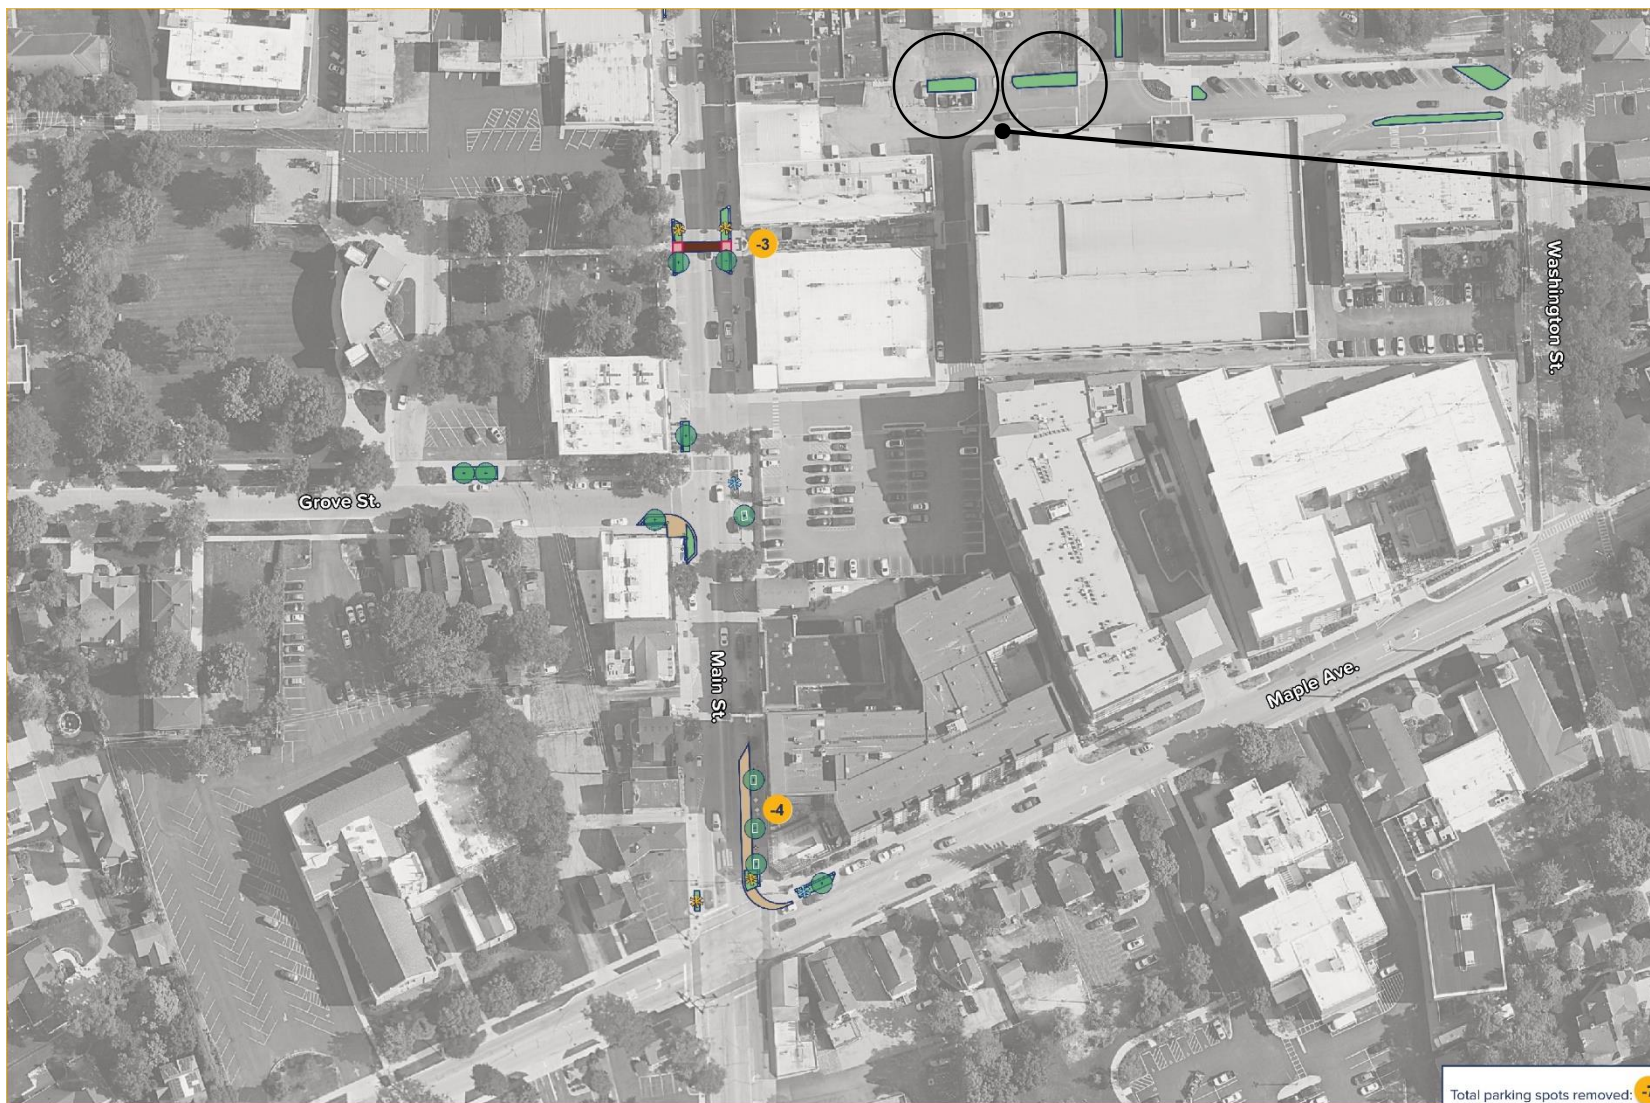 -3
Washington St.
Grove St.
Main St.
Maple Ave.
-4
Total parking spots removed: